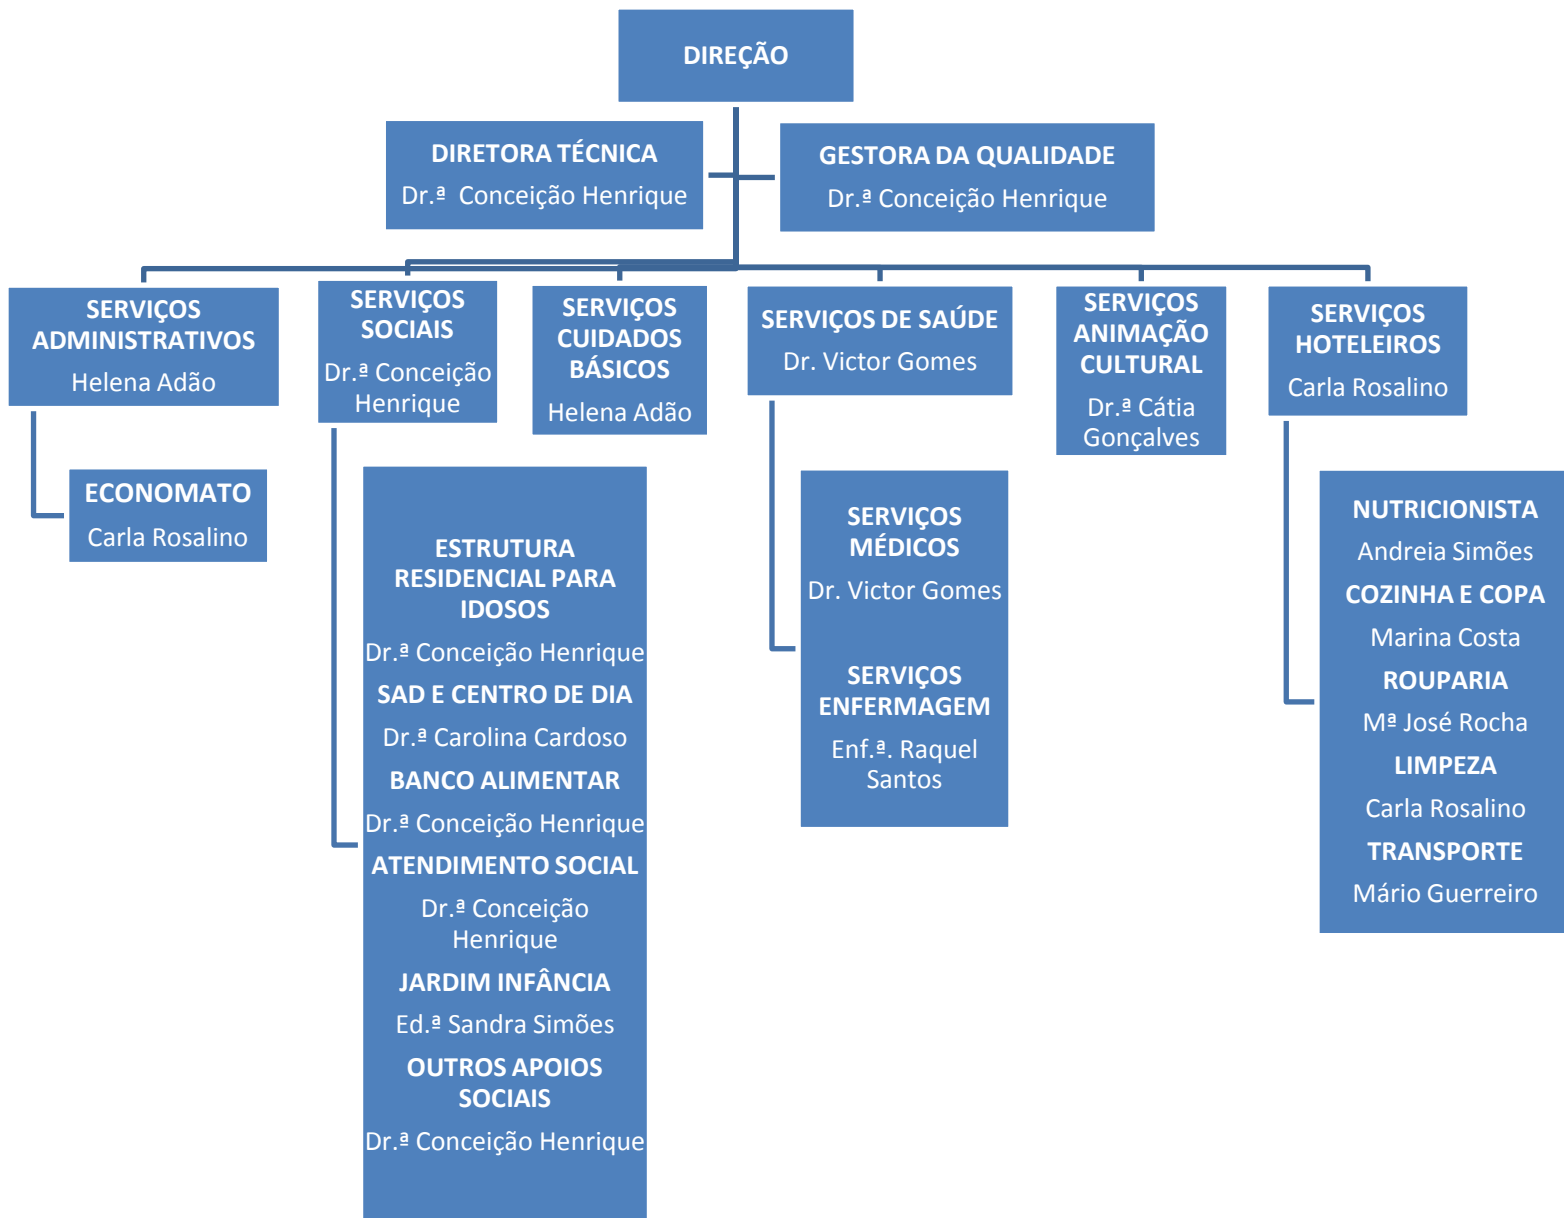 DIREÇÃO
DIRETORA TÉCNICA
Dr.ª Conceição Henrique
GESTORA DA QUALIDADE
Dr.ª Conceição Henrique
SERVIÇOS
ADMINISTRATIVOS
Helena Adão
SERVIÇOS
SOCIAIS
Dr.ª Conceição
Henrique
SERVIÇOS
CUIDADOS
BÁSICOS
Helena Adão
SERVIÇOS DE SAÚDE
Dr. Victor Gomes
SERVIÇOS
ANIMAÇÃO
CULTURAL
Dr.ª Cátia
Gonçalves
SERVIÇOS
HOTELEIROS
Carla Rosalino
ECONOMATO
Carla Rosalino
ESTRUTURA
RESIDENCIAL PARA
IDOSOS
Dr.ª Conceição Henrique
SAD E CENTRO DE DIA
Dr.ª Carolina Cardoso
BANCO ALIMENTAR
Dr.ª Conceição Henrique
ATENDIMENTO SOCIAL
Dr.ª Conceição
Henrique
JARDIM INFÂNCIA
Ed.ª Sandra Simões
OUTROS APOIOS
SOCIAIS
Dr.ª Conceição Henrique
SERVIÇOS
MÉDICOS
Dr. Victor Gomes
SERVIÇOS
ENFERMAGEM
Enf.ª. Raquel
Santos
NUTRICIONISTA
Andreia Simões
COZINHA E COPA
Marina Costa
ROUPARIA
Mª José Rocha
LIMPEZA
Carla Rosalino
TRANSPORTE
Mário Guerreiro